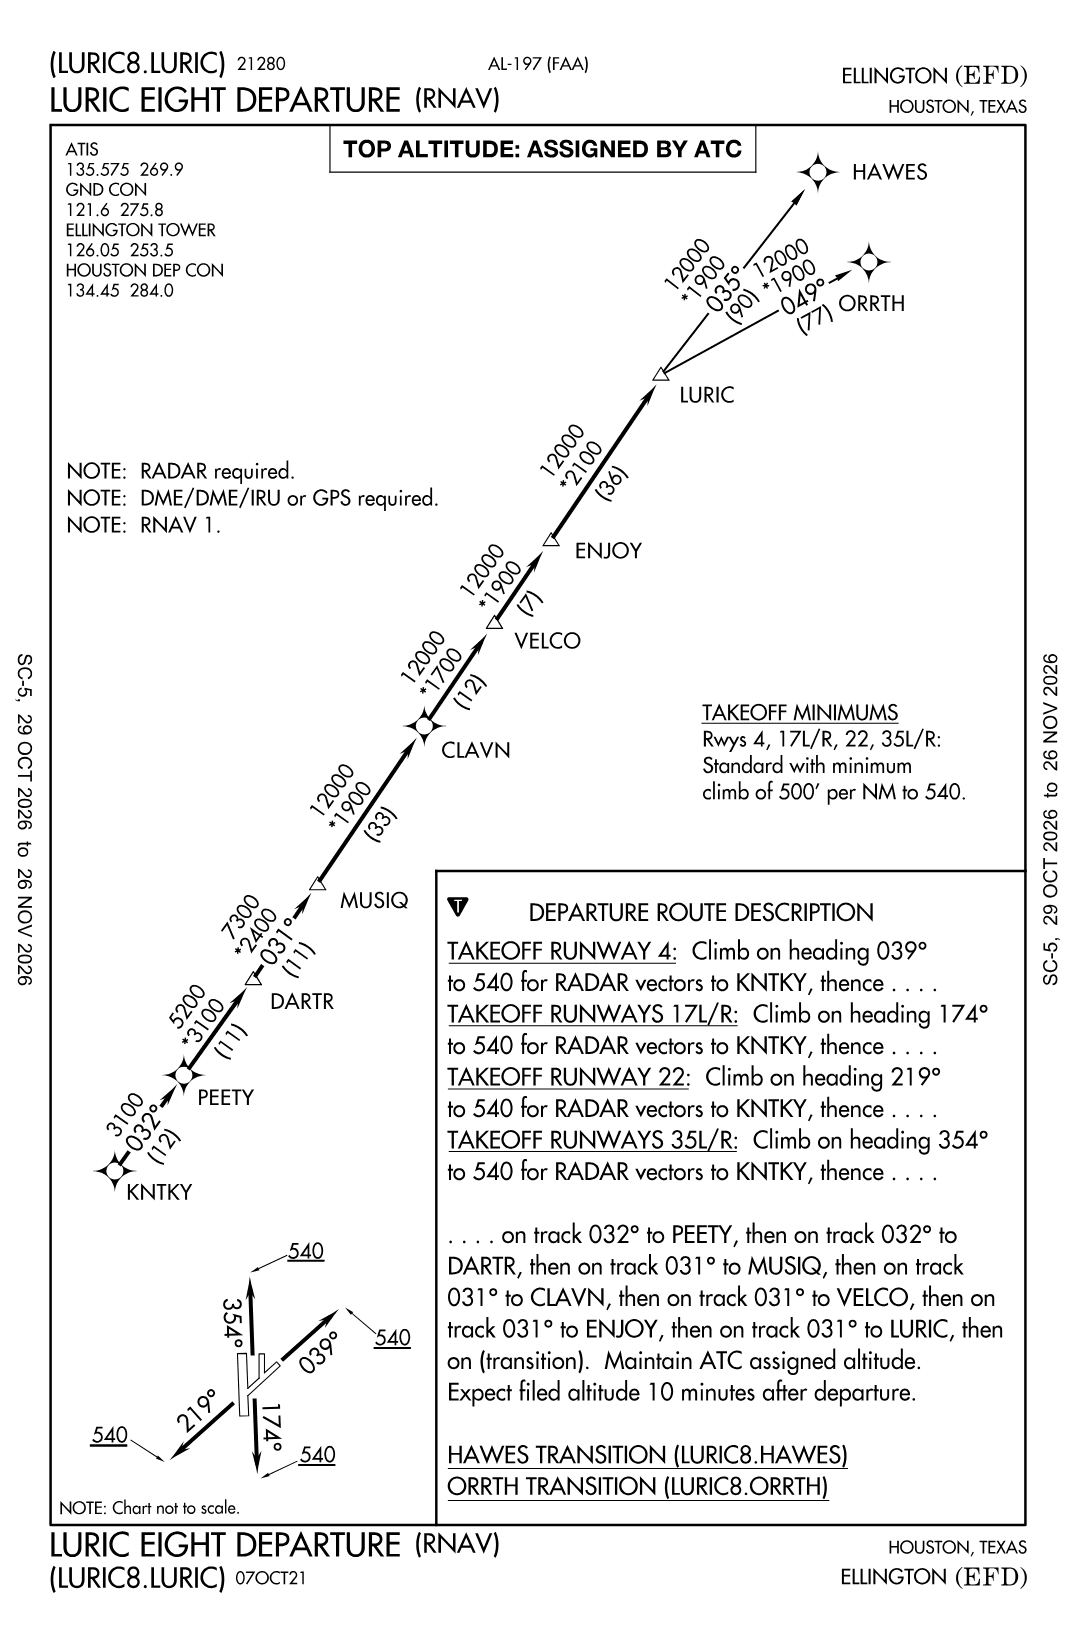 (LURIC8.LURIC) 21280
AL-197 (FAA)
ELLINGTON (EFD)
LURIC EIGHT DEPARTURE (RNAV)
HOUSTON, TEXAS
TOP ALTITUDE: ASSIGNED BY ATC
ATIS
135.575 269.9
GND CON
121.6 275.8
ELLINGTON TOWER
126.05 253.5
HOUSTON DEP CON
134.45 284.0
HAWES
12000
*1900
035°
(90)
12000
*1900
049°
(77)
ORRTH
LURIC
12000
*2100
(36)
NOTE: RADAR required.
NOTE: DME/DME/IRU or GPS required.
NOTE: RNAV 1.
ENJOY
12000
*1900
(7)
VELCO
12000
*1700
(12)
CLAVN
TAKEOFF MINIMUMS
Rwys 4, 17L/R, 22, 35L/R:
Standard with minimum
climb of 500′ per NM to 540.
12000
*1900
(33)
MUSIQ
7300
*2400
031°
(11)
DARTR
5200
*3100
(11)
PEETY
3100
032°
(12)
KNTKY
SC-5, 29 OCT 2026 to 26 NOV 2026
SC-5, 29 OCT 2026 to 26 NOV 2026
T
DEPARTURE ROUTE DESCRIPTION
TAKEOFF RUNWAY 4: Climb on heading 039°
to 540 for RADAR vectors to KNTKY, thence . . . .
TAKEOFF RUNWAYS 17L/R: Climb on heading 174°
to 540 for RADAR vectors to KNTKY, thence . . . .
TAKEOFF RUNWAY 22: Climb on heading 219°
to 540 for RADAR vectors to KNTKY, thence . . . .
TAKEOFF RUNWAYS 35L/R: Climb on heading 354°
to 540 for RADAR vectors to KNTKY, thence . . . .
. . . . on track 032° to PEETY, then on track 032° to
DARTR, then on track 031° to MUSIQ, then on track
031° to CLAVN, then on track 031° to VELCO, then on
track 031° to ENJOY, then on track 031° to LURIC, then
on (transition). Maintain ATC assigned altitude.
Expect filed altitude 10 minutes after departure.
HAWES TRANSITION (LURIC8.HAWES)
ORRTH TRANSITION (LURIC8.ORRTH)
540
354°
039°
540
219°
174°
540
540
NOTE: Chart not to scale.
LURIC EIGHT DEPARTURE (RNAV)
HOUSTON, TEXAS
(LURIC8.LURIC) 07OCT21
ELLINGTON (EFD)